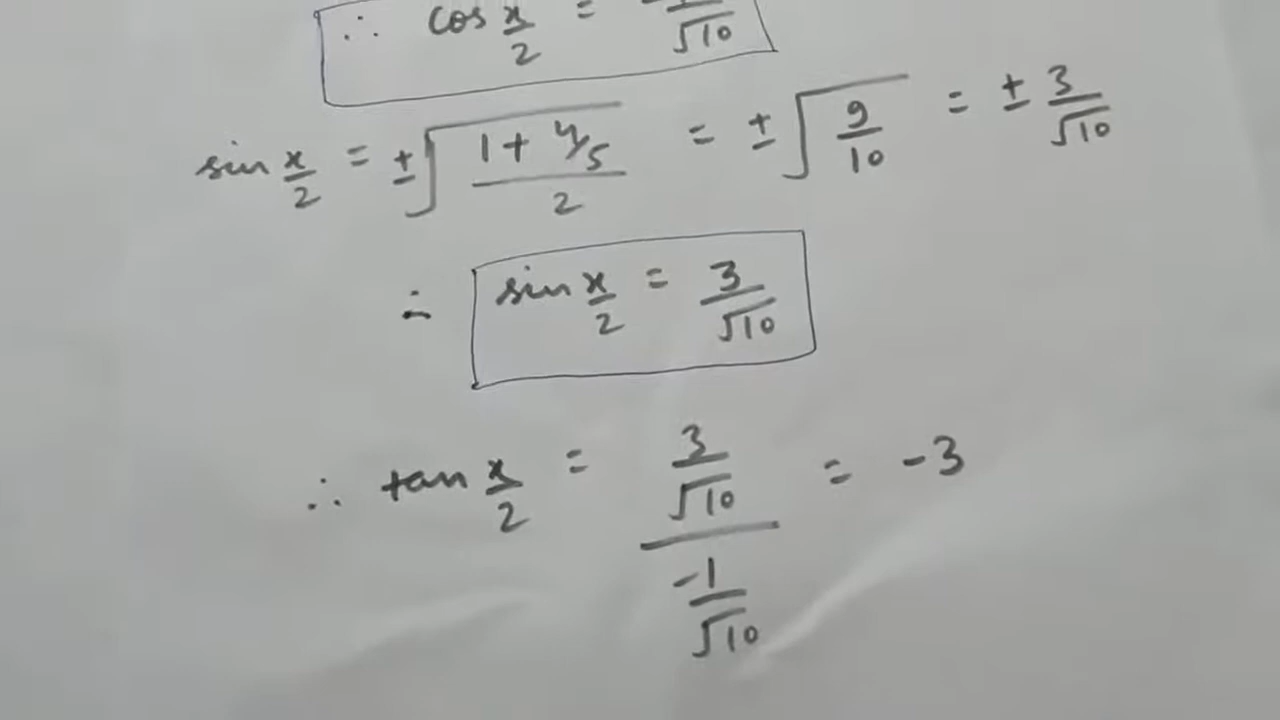 ∴ cos x/2 = -1/√10
sin x/2 = ±√((1 + 4/5)/2) = ±√(9/10) = ± 3/√10
∴ sin x/2 = 3/√10
∴ tan x/2 = (3/√10)/(-1/√10) = -3